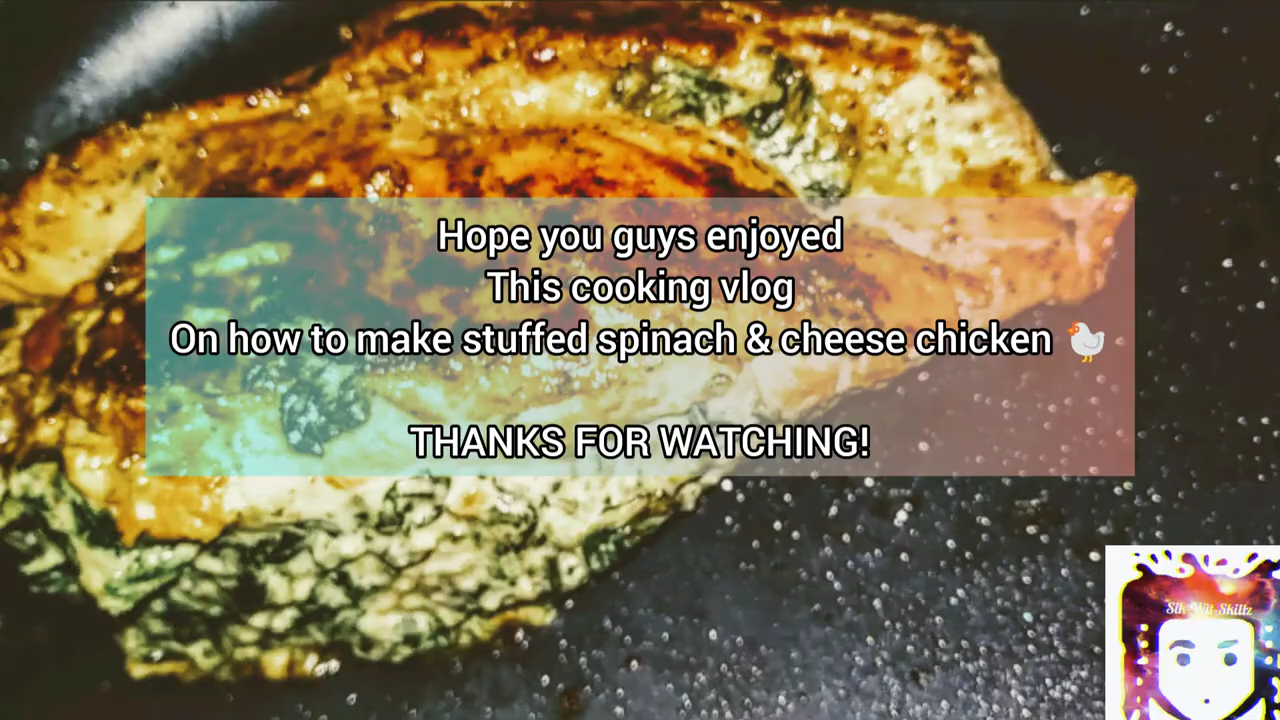 Hope you guys enjoyed
This cooking vlog
On how to make stuffed spinach & cheese chicken 🐓
THANKS FOR WATCHING!